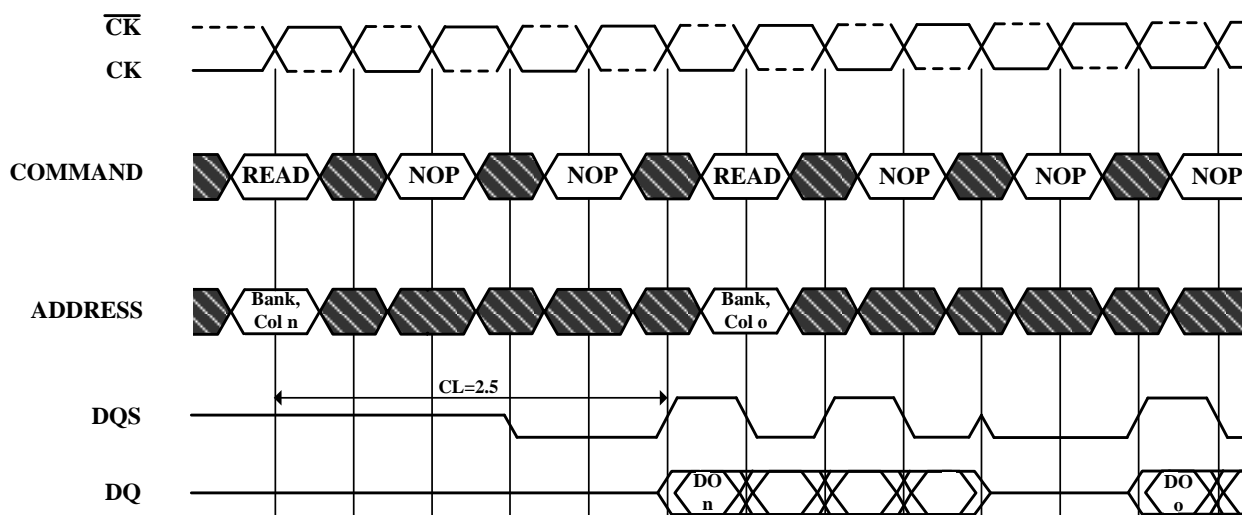 CK
CK
COMMAND READ NOP NOP READ NOP NOP NOP
ADDRESS Bank, Col n Bank, Col o
CL=2.5
DQS
DQ DO n DO o